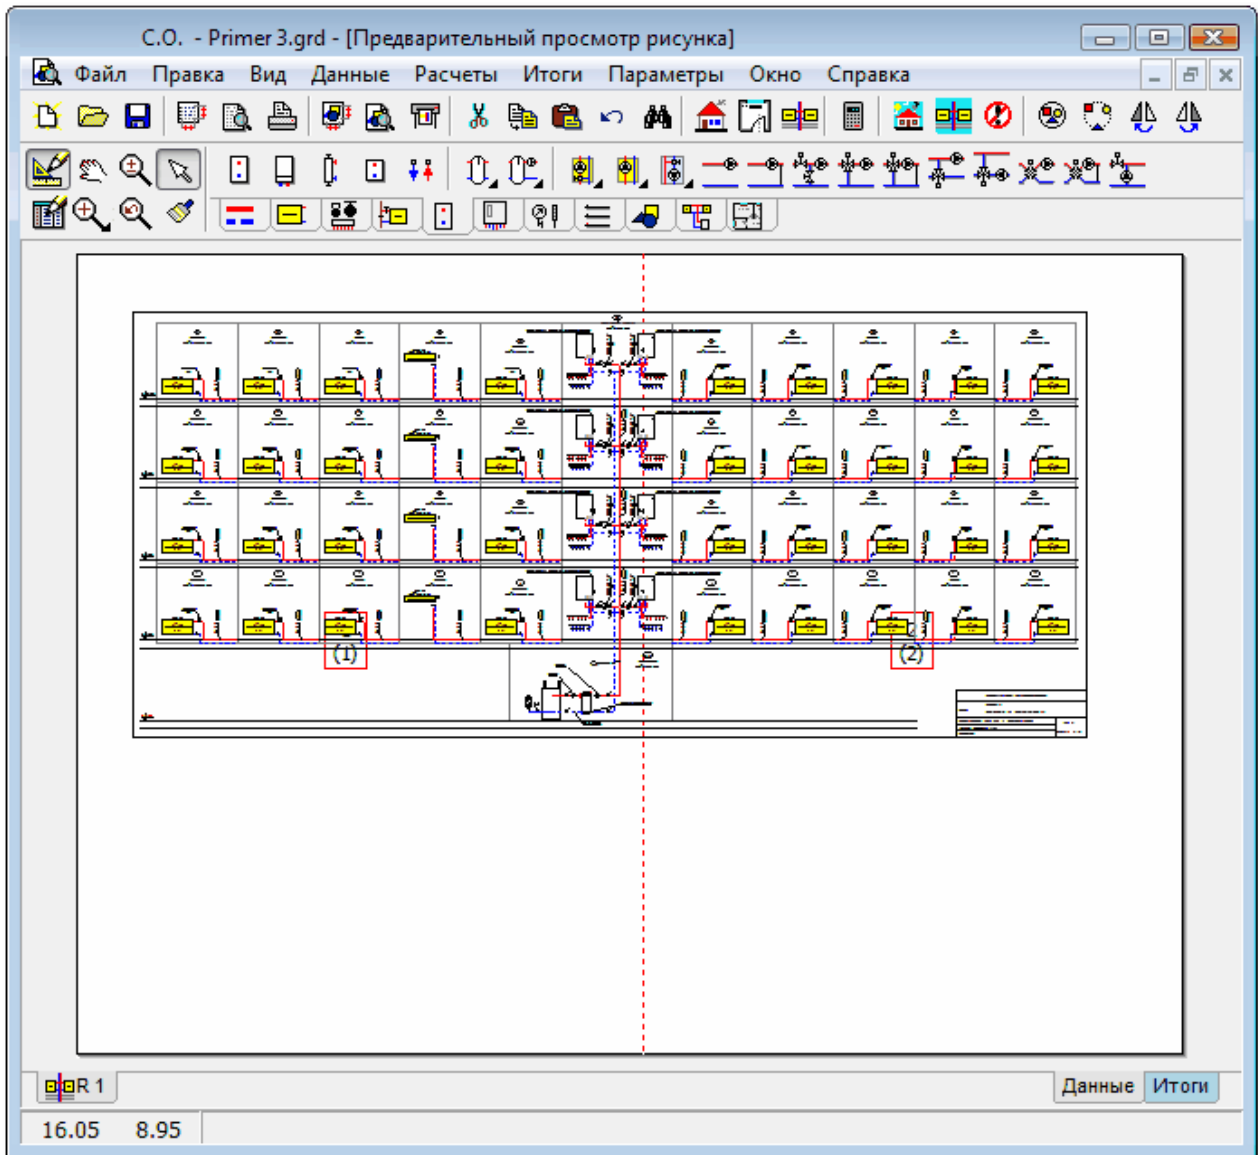 С.О. - Primer 3.grd - [Предварительный просмотр рисунка]
Файл Правка Вид Данные Расчеты Итоги Параметры Окно Справка
(1)
(2)
R 1
Данные Итоги
16.05 8.95